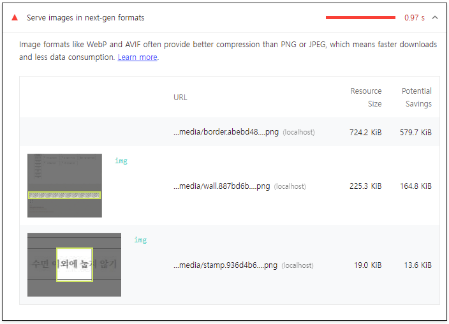 Serve images in next-gen formats 0.97 s
Image formats like WebP and AVIF often provide better compression than PNG or JPEG, which means faster downloads
and less data consumption. Learn more.
URL Resource Size Potential Savings
...media/border.abebd48....png (localhost) 724.2 KiB 579.7 KiB
img
...media/wall.887bd6b....png (localhost) 225.3 KiB 164.8 KiB
img
...media/stamp.936d4b6....png (localhost) 19.0 KiB 13.6 KiB